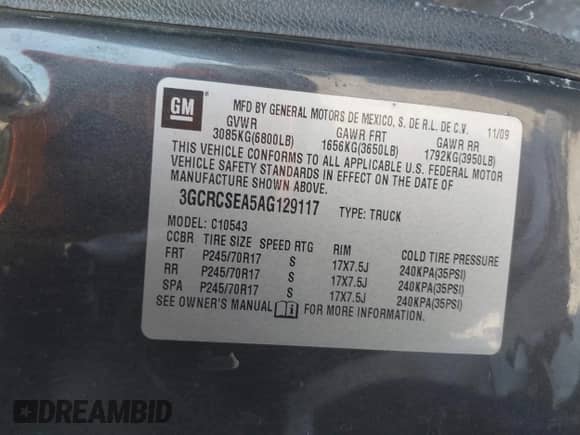 GM
MFD BY GENERAL MOTORS DE MEXICO, S. DE R.L. DE C.V. 11/09
GVWR GAWR FRT GAWR RR
3085KG(6800LB) 1656KG(3650LB) 1792KG(3950LB)
THIS VEHICLE CONFORMS TO ALL APPLICABLE U.S. FEDERAL MOTOR
VEHICLE SAFETY STANDARDS IN EFFECT ON THE DATE OF
MANUFACTURE SHOWN ABOVE.
3GCRCSEA5AG129117 TYPE: TRUCK
MODEL: C10543
CCBR TIRE SIZE SPEED RTG RIM COLD TIRE PRESSURE
FRT P245/70R17 S 17X7.5J 240KPA(35PSI)
RR P245/70R17 S 17X7.5J 240KPA(35PSI)
SPA P245/70R17 S 17X7.5J 240KPA(35PSI)
SEE OWNER'S MANUAL i FOR MORE INFORMATION.
DREAMBID